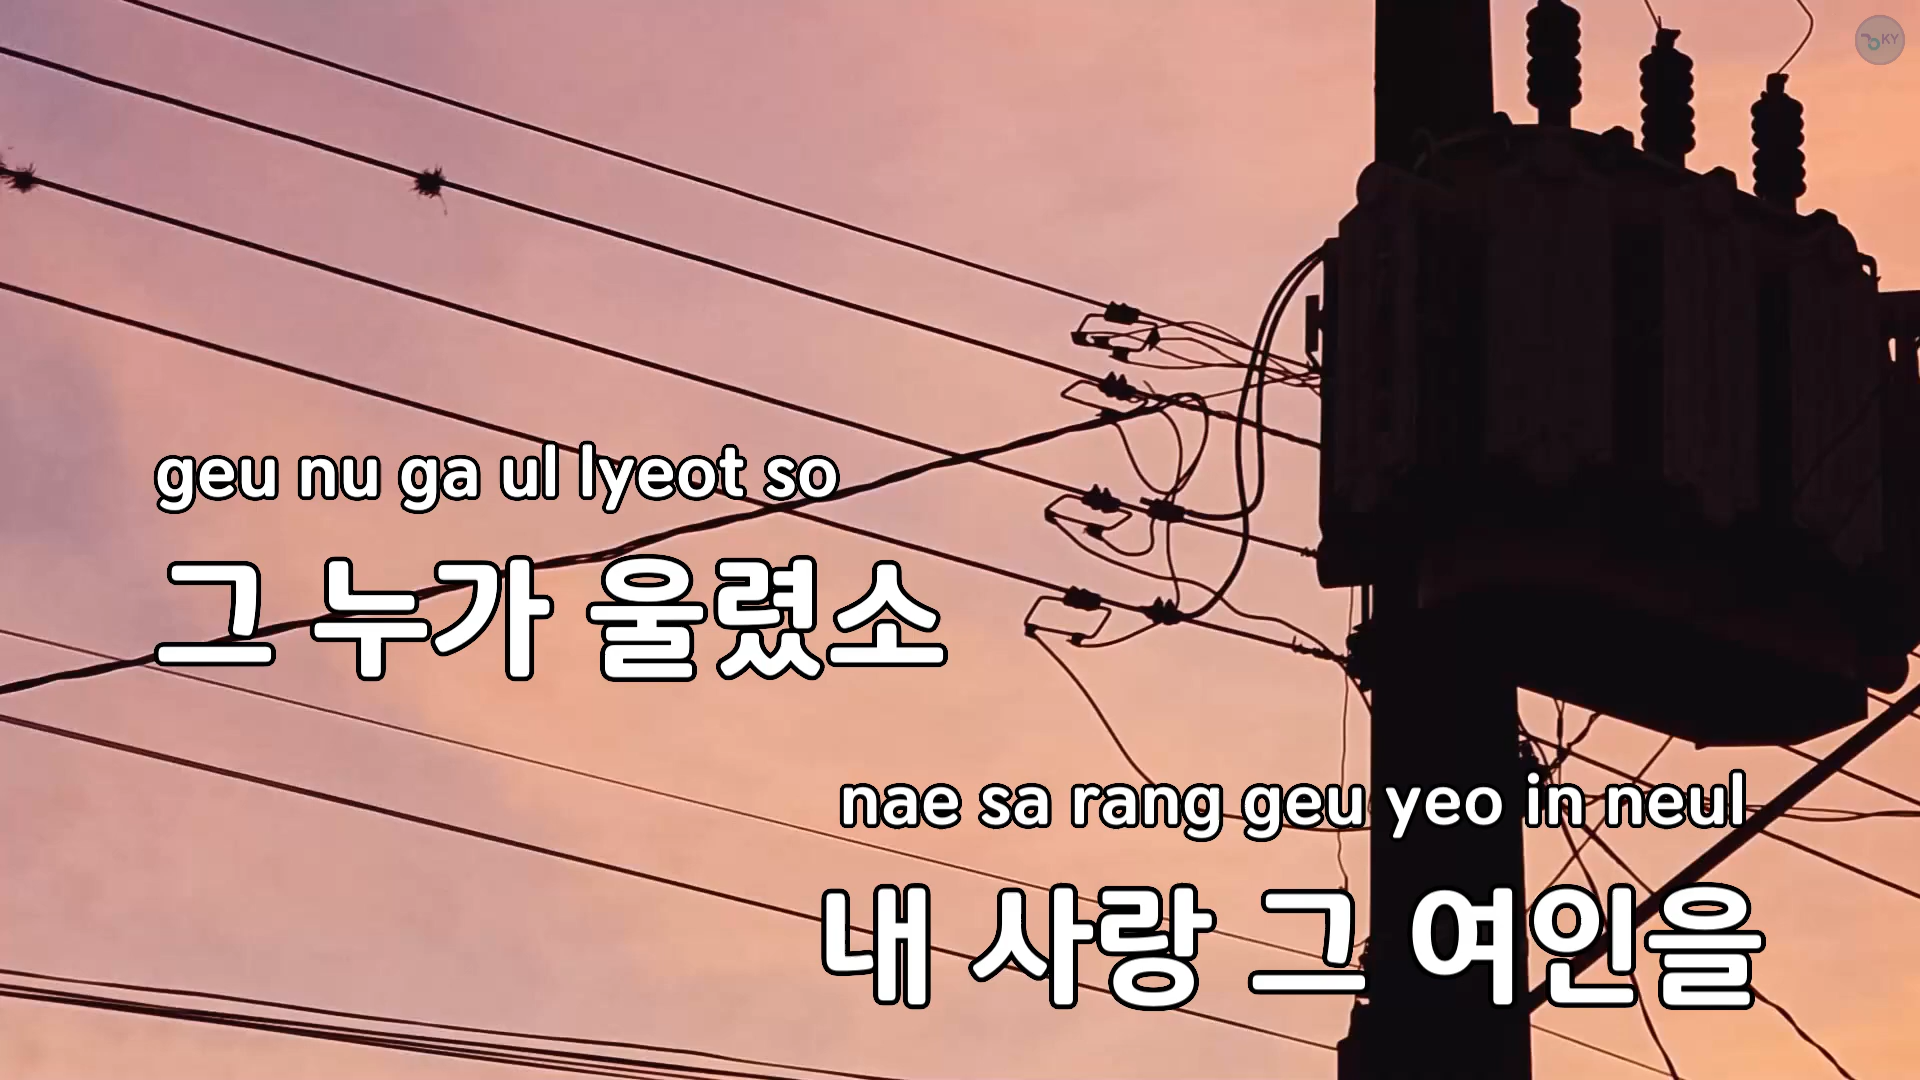 KY
geu nu ga ul lyeot so
그 누가 울렸소
nae sa rang geu yeo in neul
내 사랑 그 여인을